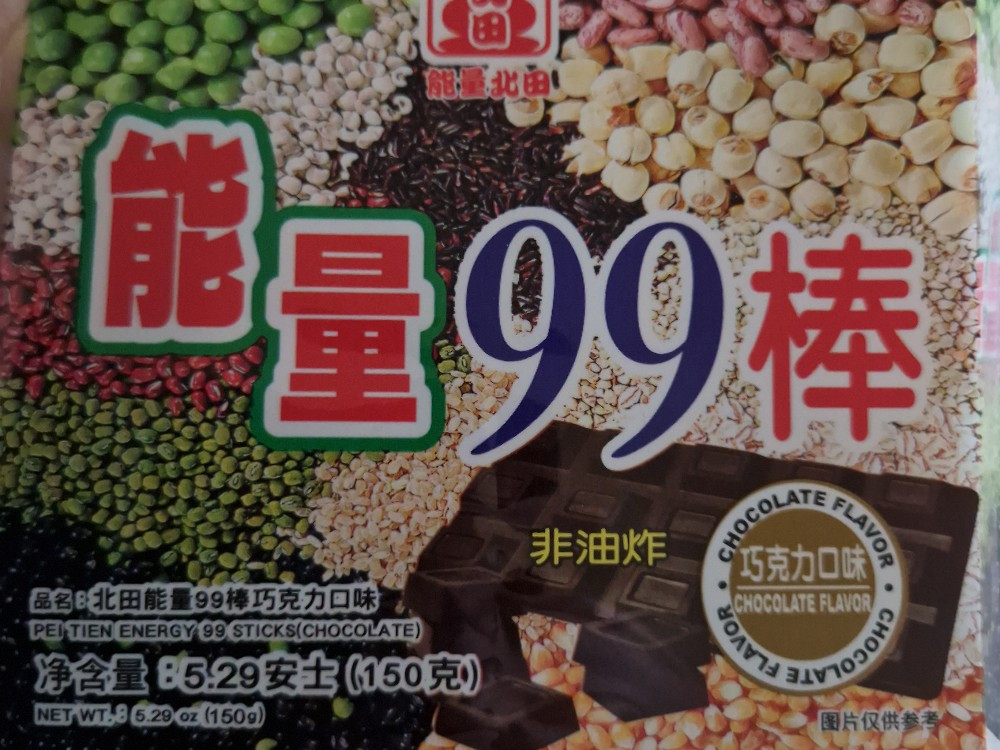 田
能量北田
能量99棒
非油炸
CHOCOLATE FLAVOR
巧克力口味
CHOCOLATE FLAVOR
CHOCOLATE FLAVOR
CHOCOLATE FLAVOR
品名:北田能量99棒巧克力口味
PEI TIEN ENERGY 99 STICKS(CHOCOLATE)
净含量:5.29安士(150克)
NET WT.: 5.29 oz (150g)
图片仅供参考